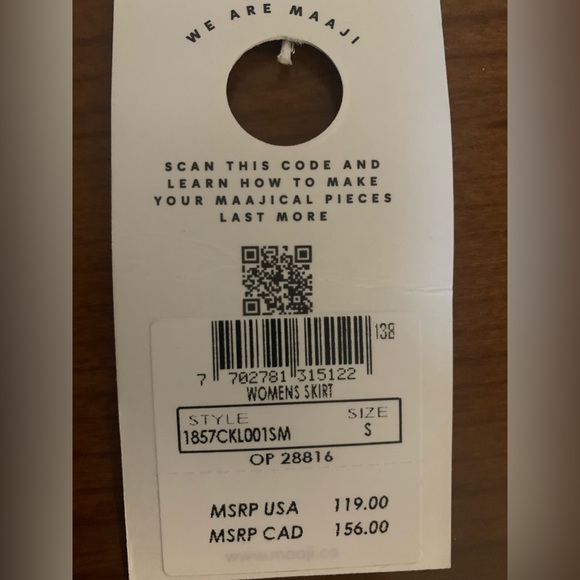 WE ARE MAAJI
SCAN THIS CODE AND
LEARN HOW TO MAKE
YOUR MAAJICAL PIECES
LAST MORE
138
7 702781 315122
WOMENS SKIRT
STYLE SIZE
1857CKL001SM S
OP 28816
MSRP USA 119.00
MSRP CAD 156.00
www.maaji.co